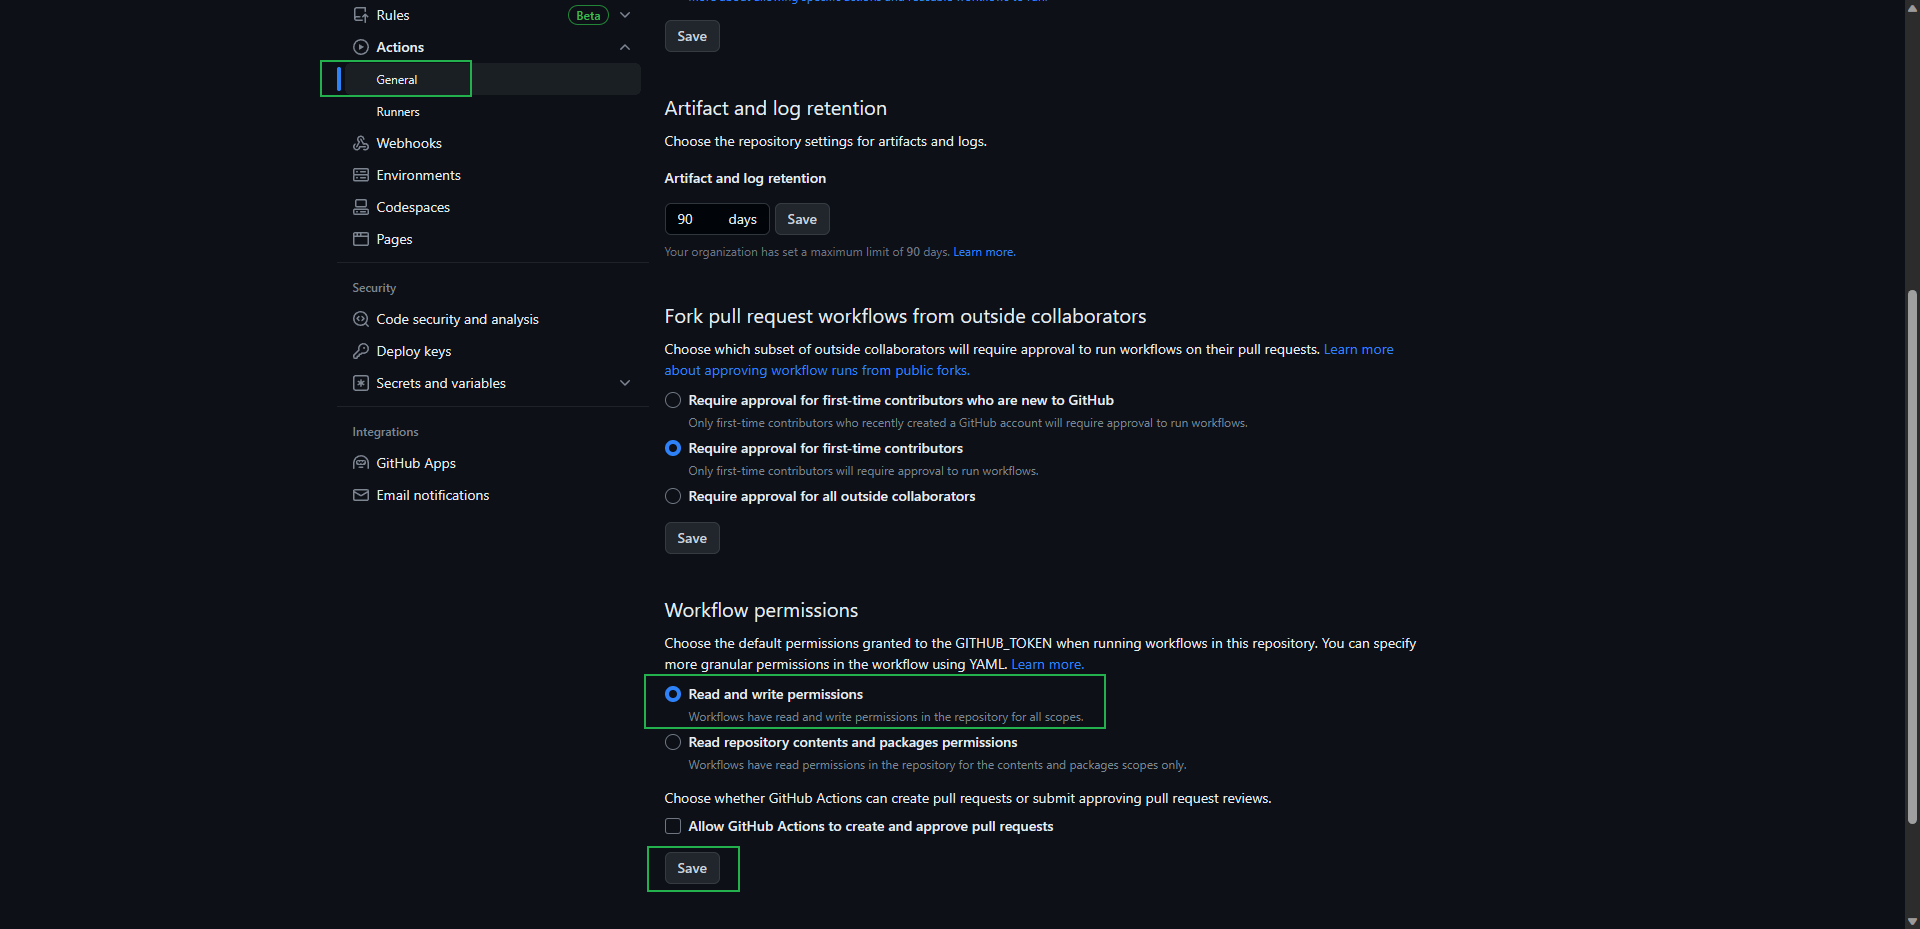 Rules
Beta
Actions
General
Runners
Webhooks
Environments
Codespaces
Pages
Security
Code security and analysis
Deploy keys
Secrets and variables
Integrations
GitHub Apps
Email notifications
Save
Artifact and log retention
Choose the repository settings for artifacts and logs.
Artifact and log retention
90 days Save
Your organization has set a maximum limit of 90 days. Learn more.
Fork pull request workflows from outside collaborators
Choose which subset of outside collaborators will require approval to run workflows on their pull requests. Learn more
about approving workflow runs from public forks.
Require approval for first-time contributors who are new to GitHub
Only first-time contributors who recently created a GitHub account will require approval to run workflows.
Require approval for first-time contributors
Only first-time contributors will require approval to run workflows.
Require approval for all outside collaborators
Save
Workflow permissions
Choose the default permissions granted to the GITHUB_TOKEN when running workflows in this repository. You can specify
more granular permissions in the workflow using YAML. Learn more.
Read and write permissions
Workflows have read and write permissions in the repository for all scopes.
Read repository contents and packages permissions
Workflows have read permissions in the repository for the contents and packages scopes only.
Choose whether GitHub Actions can create pull requests or submit approving pull request reviews.
Allow GitHub Actions to create and approve pull requests
Save